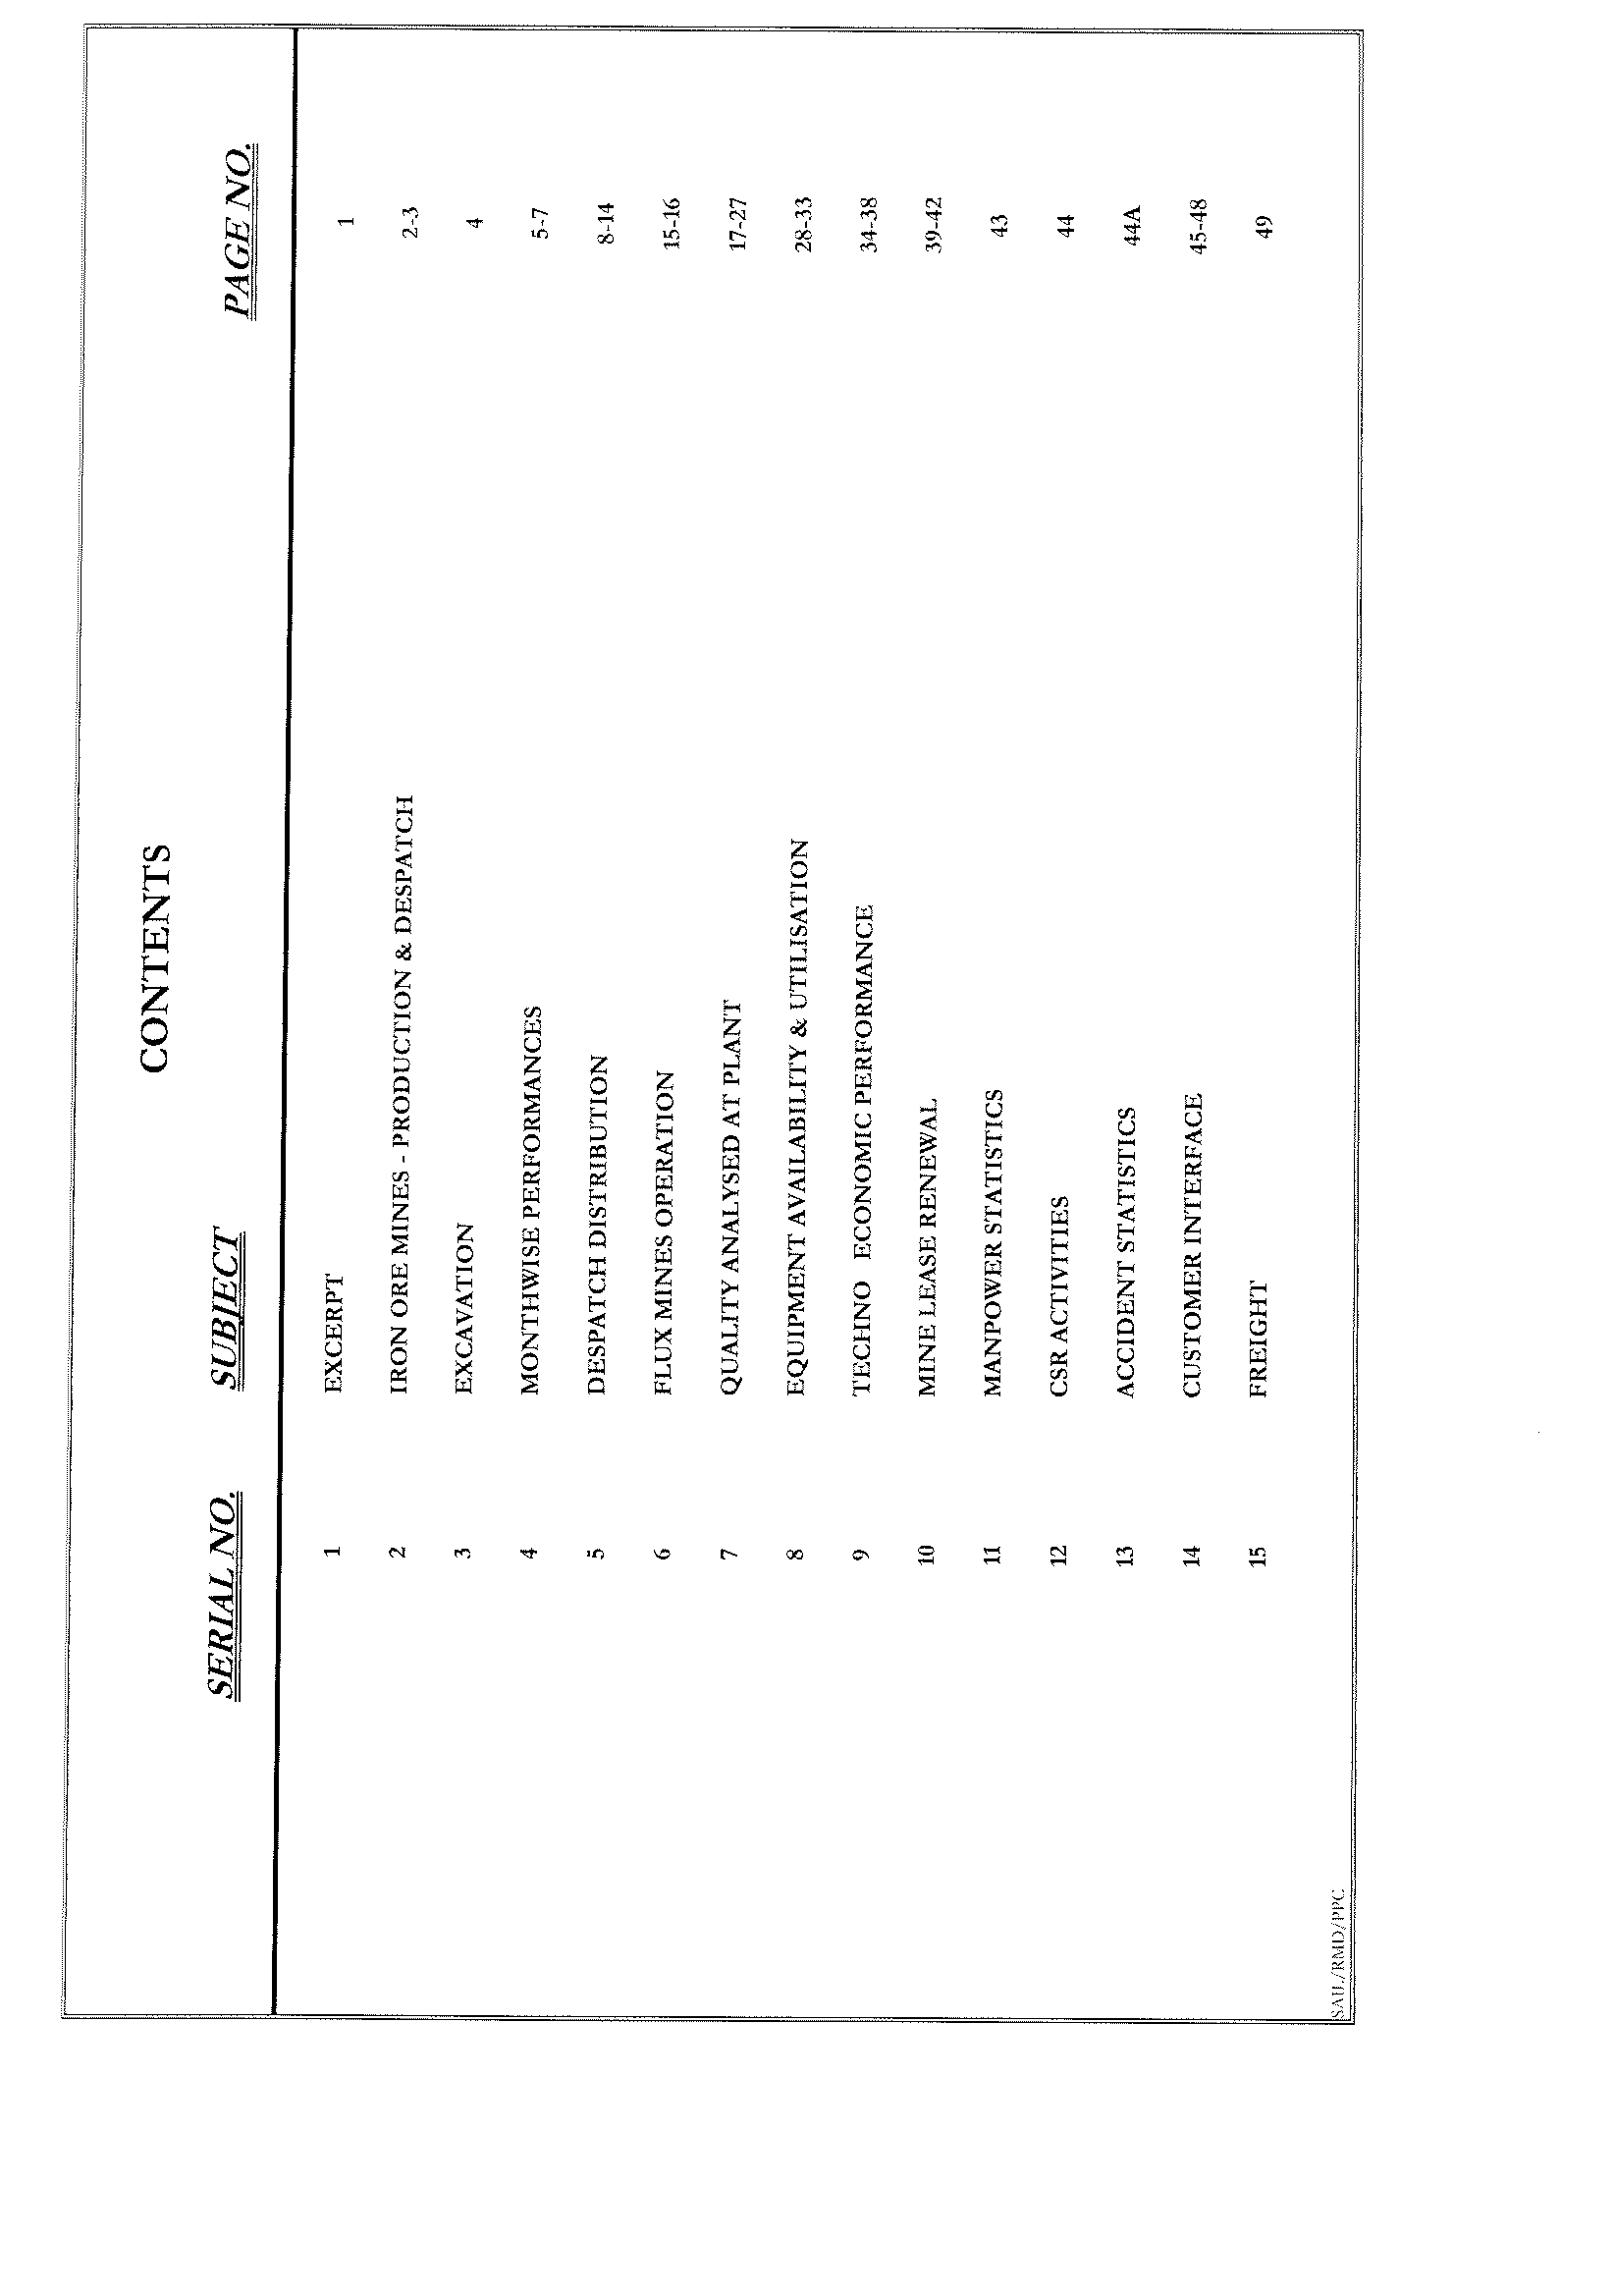 CONTENTS
SERIAL NO. SUBJECT PAGE NO.
1 EXCERPT 1
2 IRON ORE MINES - PRODUCTION & DESPATCH 2-3
3 EXCAVATION 4
4 MONTHWISE PERFORMANCES 5-7
5 DESPATCH DISTRIBUTION 8-14
6 FLUX MINES OPERATION 15-16
7 QUALITY ANALYSED AT PLANT 17-27
8 EQUIPMENT AVAILABILITY & UTILISATION 28-33
9 TECHNO ECONOMIC PERFORMANCE 34-38
10 MINE LEASE RENEWAL 39-42
11 MANPOWER STATISTICS 43
12 CSR ACTIVITIES 44
13 ACCIDENT STATISTICS 44A
14 CUSTOMER INTERFACE 45-48
15 FREIGHT 49
SAIL/RMD/PPC